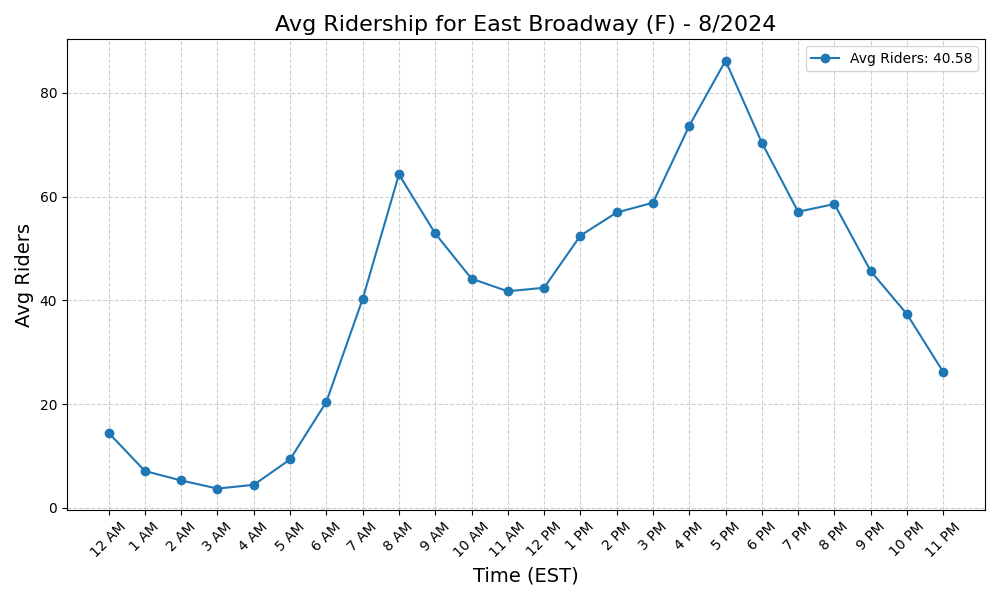 Avg Ridership for East Broadway (F) - 8/2024
Avg Riders: 40.58
Avg Riders
80
60
40
20
0
12 AM
1 AM
2 AM
3 AM
4 AM
5 AM
6 AM
7 AM
8 AM
9 AM
10 AM
11 AM
12 PM
1 PM
2 PM
3 PM
4 PM
5 PM
6 PM
7 PM
8 PM
9 PM
10 PM
11 PM
Time (EST)